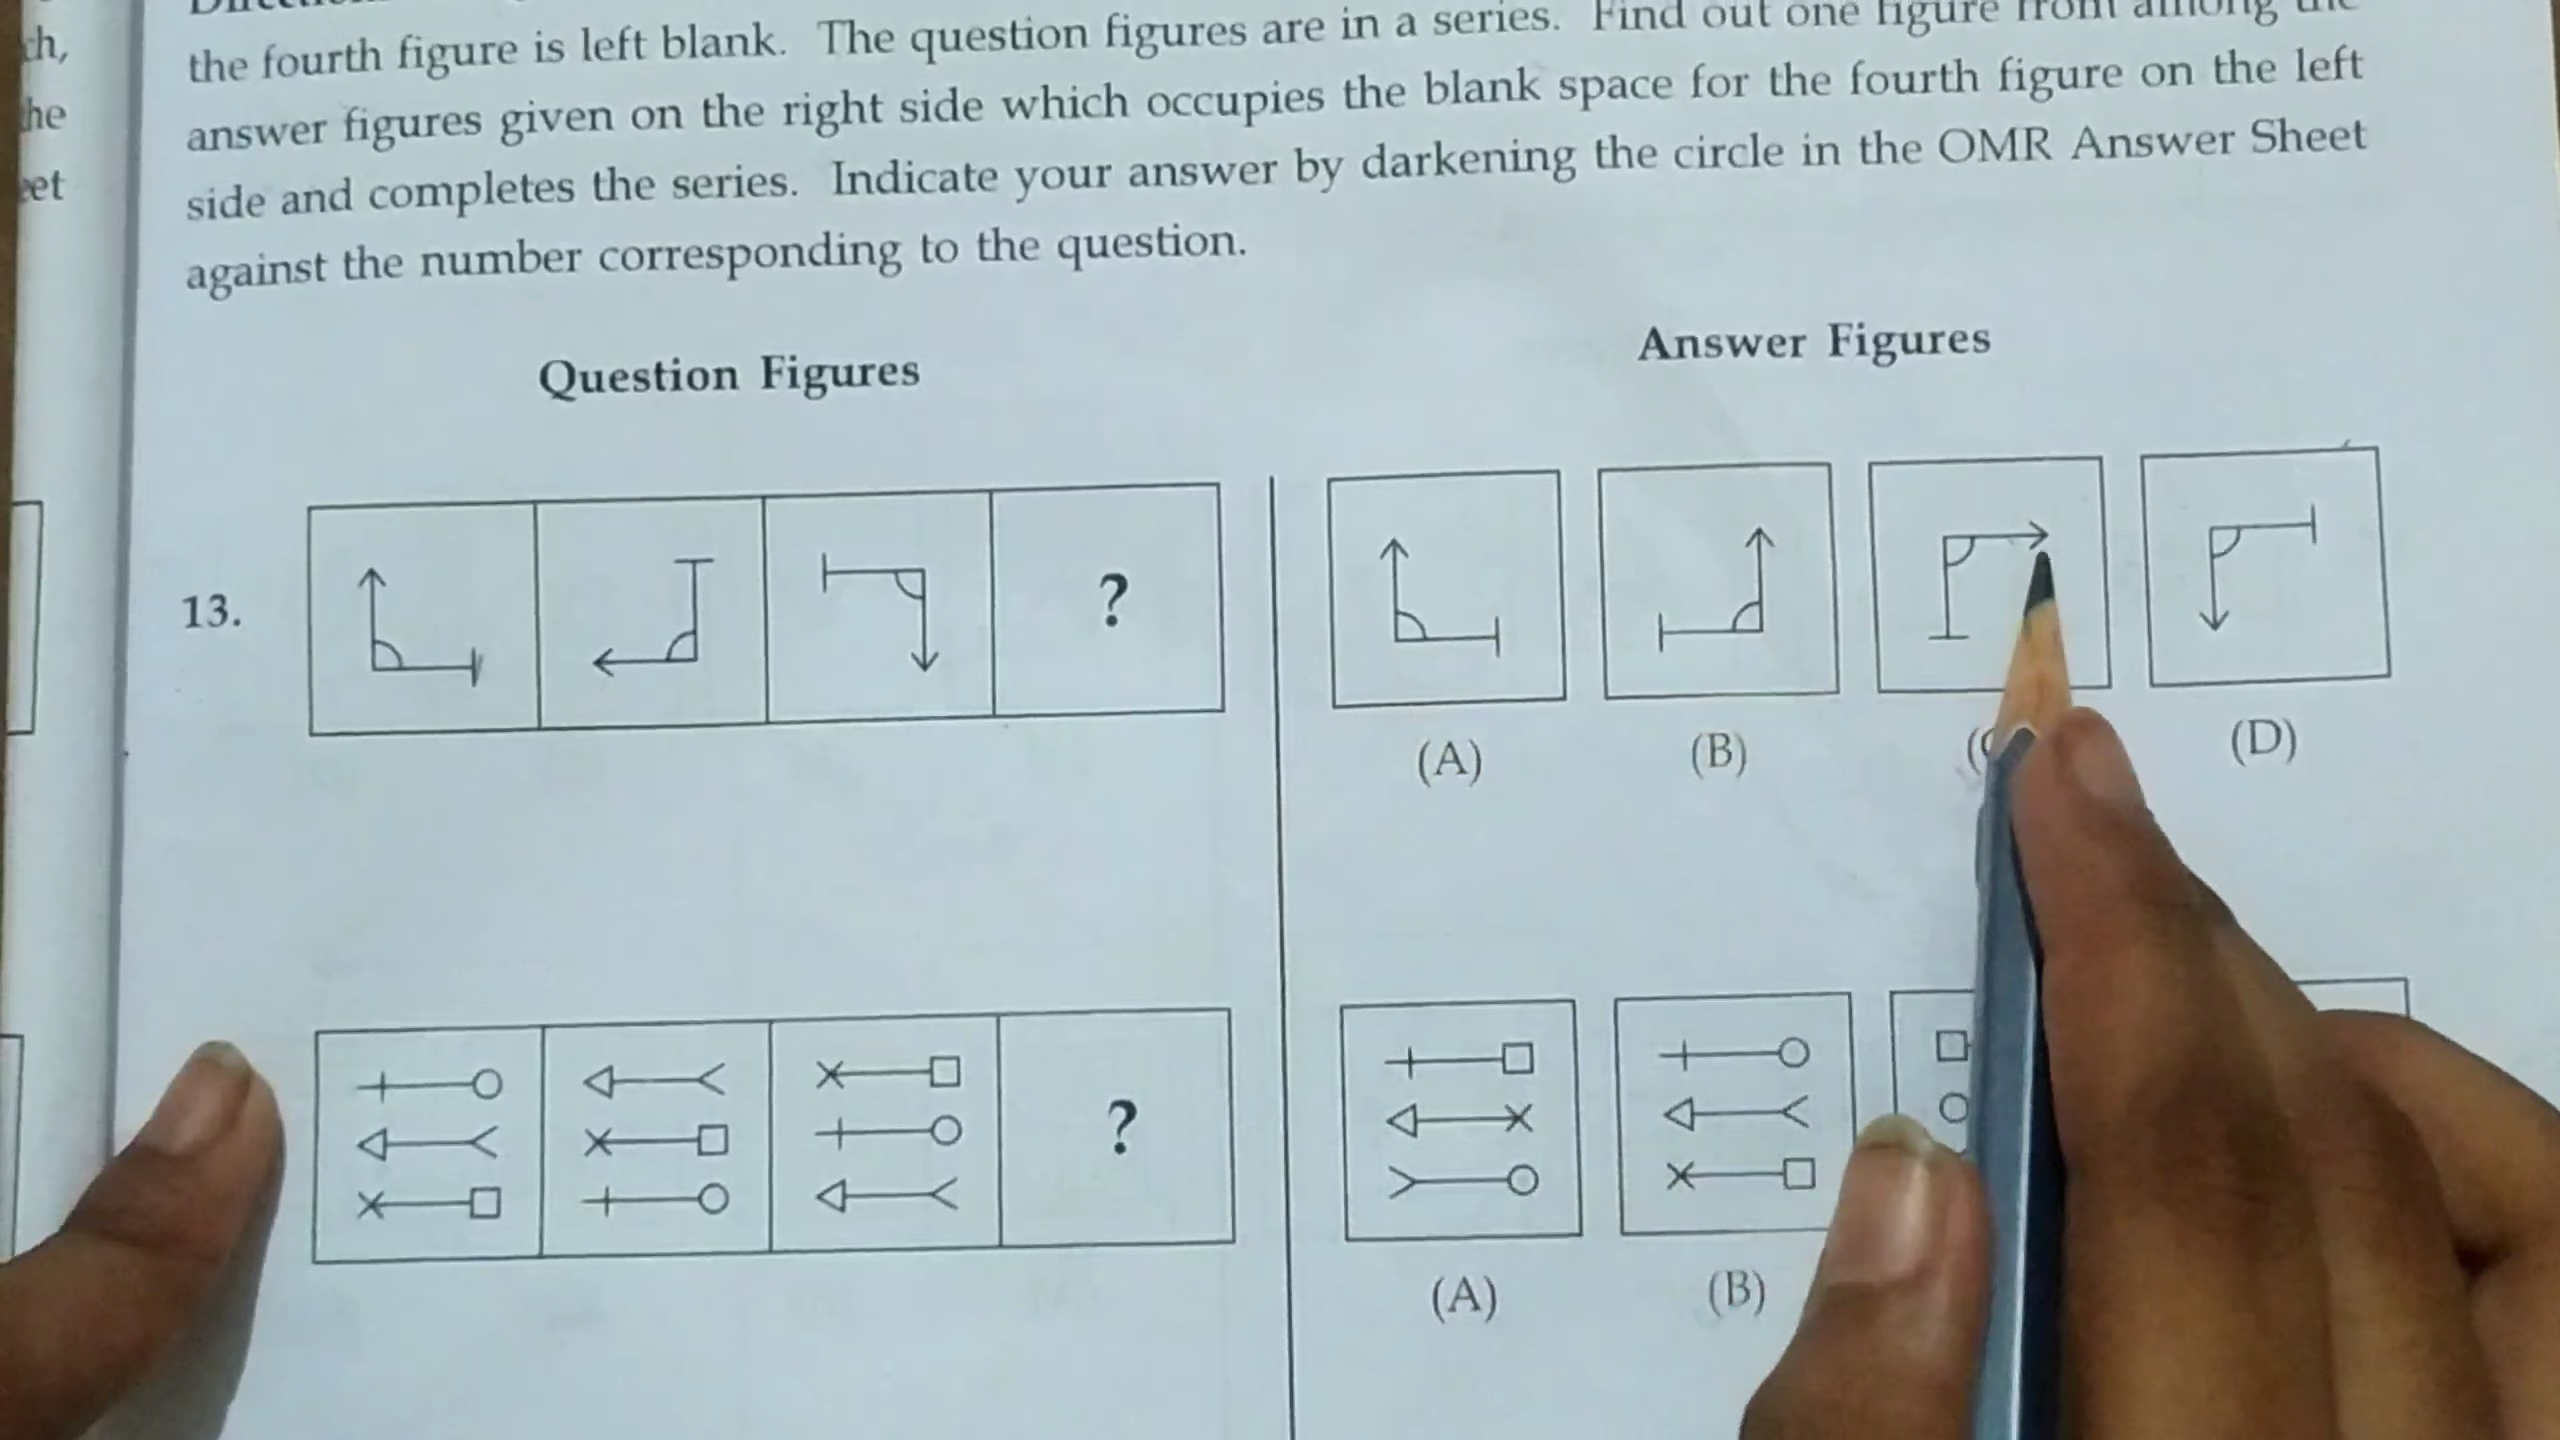 th,
the fourth figure is left blank. The question figures are in a series. Find out one figure from among the
he
answer figures given on the right side which occupies the blank space for the fourth figure on the left
eet
side and completes the series. Indicate your answer by darkening the circle in the OMR Answer Sheet
against the number corresponding to the question.
Question Figures
Answer Figures
13.
?
(A) (B) (D)
?
(A) (B)